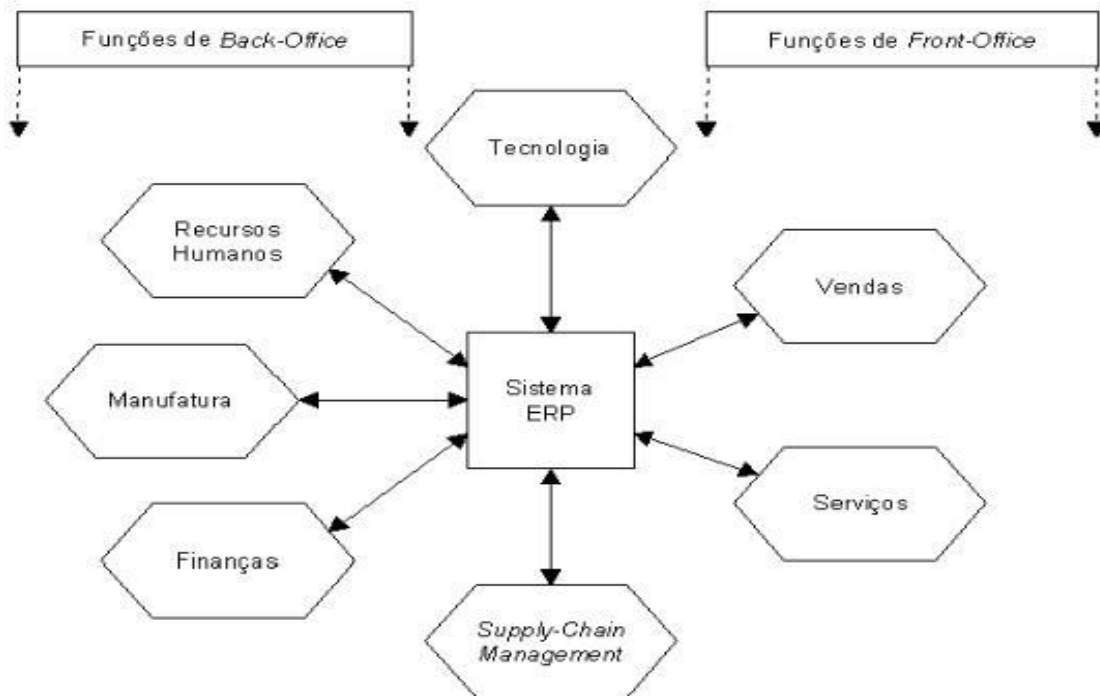 Funções de Back-Office
Funções de Front-Office
Tecnologia
Recursos
Humanos
Vendas
Manufatura
Sistema
ERP
Serviços
Finanças
Supply-Chain
Management